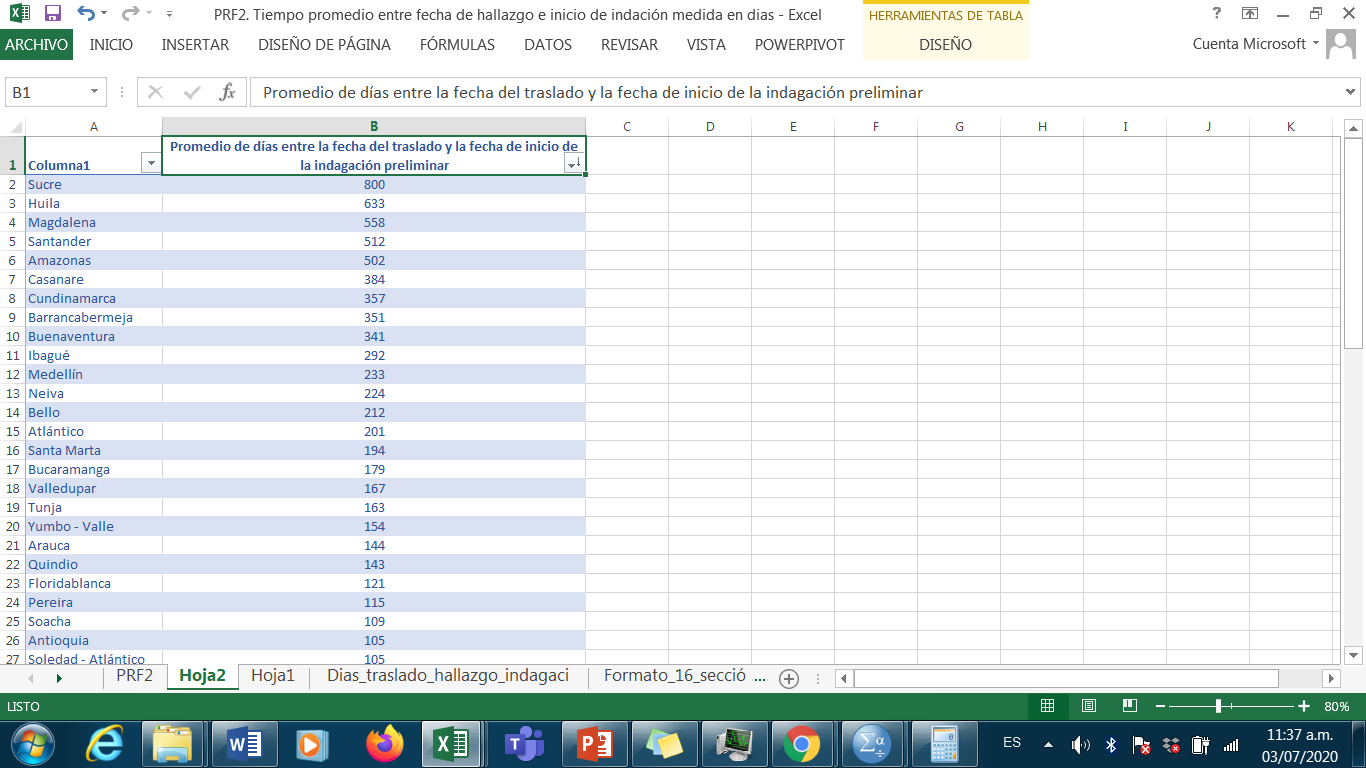 PRF2. Tiempo promedio entre fecha de hallazgo e inicio de indación medida en dias - Excel
HERRAMIENTAS DE TABLA
?
ARCHIVO INICIO INSERTAR DISEÑO DE PÁGINA FÓRMULAS DATOS REVISAR VISTA POWERPIVOT DISEÑO Cuenta Microsoft
B1 fx Promedio de días entre la fecha del traslado y la fecha de inicio de la indagación preliminar
A B C D E F G H I J K
Promedio de días entre la fecha del traslado y la fecha de inicio de
1 Columna1 la indagación preliminar
2 Sucre 800
3 Huila 633
4 Magdalena 558
5 Santander 512
6 Amazonas 502
7 Casanare 384
8 Cundinamarca 357
9 Barrancabermeja 351
10 Buenaventura 341
11 Ibagué 292
12 Medellín 233
13 Neiva 224
14 Bello 212
15 Atlántico 201
16 Santa Marta 194
17 Bucaramanga 179
18 Valledupar 167
19 Tunja 163
20 Yumbo - Valle 154
21 Arauca 144
22 Quindio 143
23 Floridablanca 121
24 Pereira 115
25 Soacha 109
26 Antioquia 105
27 Soledad - Atlántico 105
PRF2 Hoja2 Hoja1 Dias_traslado_hallazgo_indagaci Formato_16_secció ...
LISTO 80%
ES 11:37 a.m.
03/07/2020